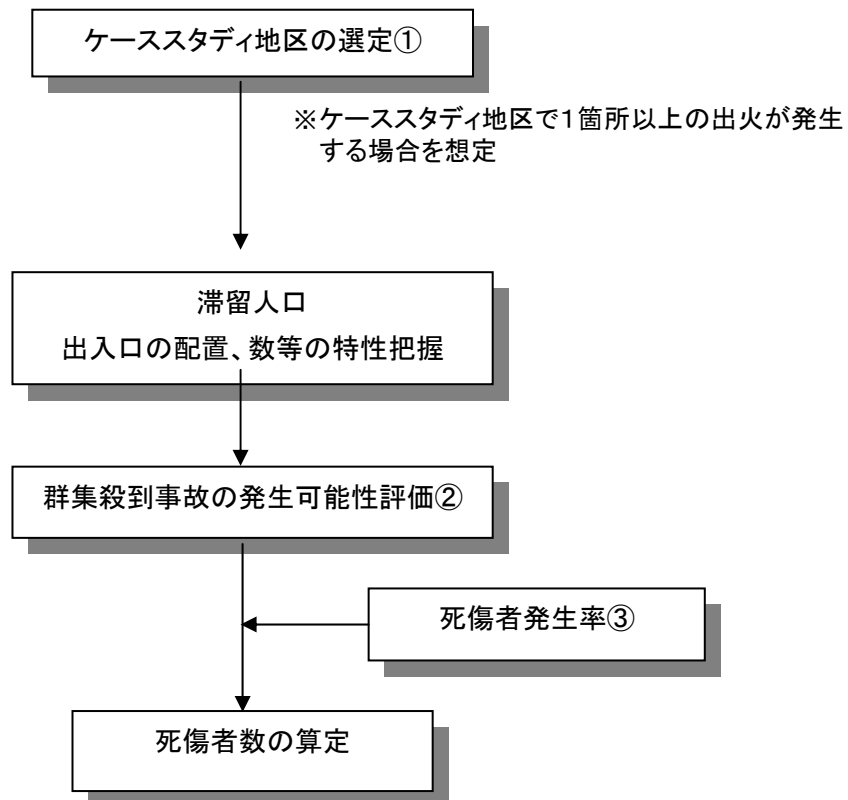 ケーススタディ地区の選定①
※ケーススタディ地区で1箇所以上の出火が発生
する場合を想定
滞留人口
出入口の配置、数等の特性把握
群集殺到事故の発生可能性評価②
死傷者発生率③
死傷者数の算定